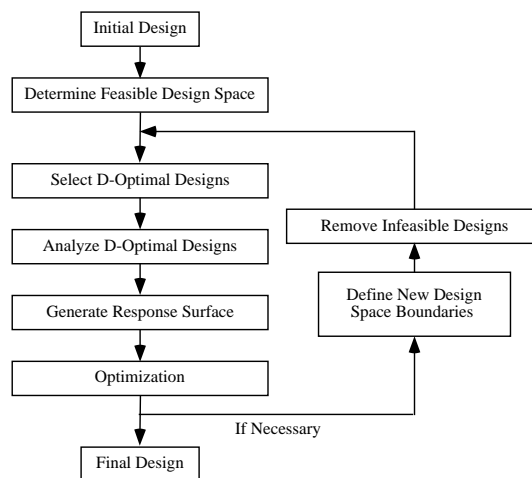 Initial Design
Determine Feasible Design Space
Select D-Optimal Designs
Analyze D-Optimal Designs
Generate Response Surface
Optimization
If Necessary
Final Design
Remove Infeasible Designs
Define New Design
Space Boundaries